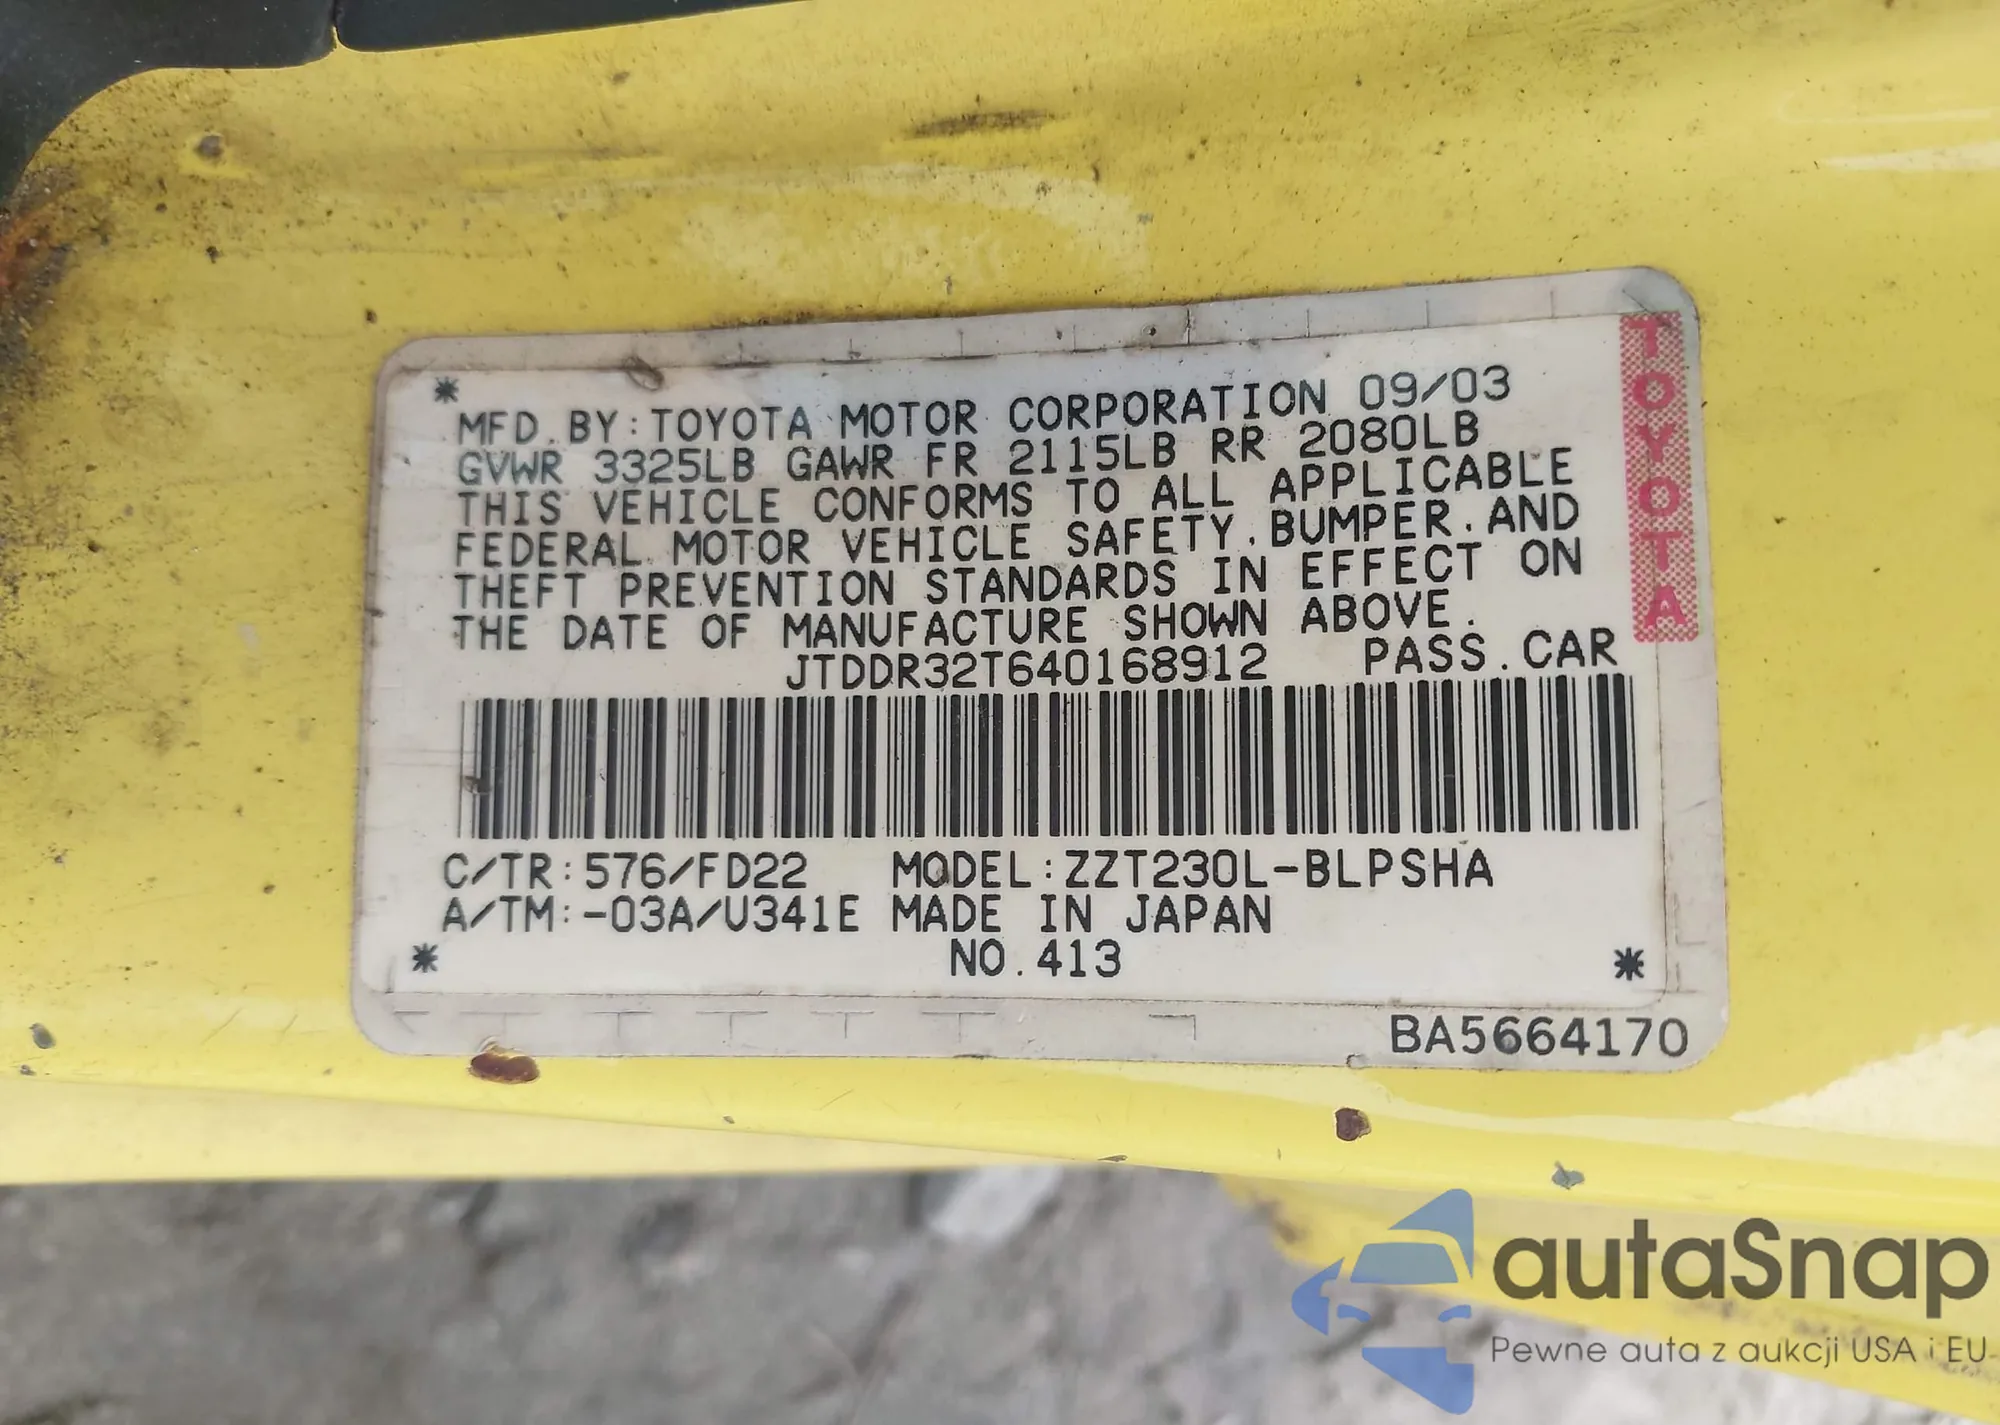 *
MFD.BY:TOYOTA MOTOR CORPORATION 09/03
GVWR 3325LB GAWR FR 2115LB RR 2080LB
THIS VEHICLE CONFORMS TO ALL APPLICABLE
FEDERAL MOTOR VEHICLE SAFETY.BUMPER.AND
THEFT PREVENTION STANDARDS IN EFFECT ON
THE DATE OF MANUFACTURE SHOWN ABOVE.
JTDDR32T640168912 PASS.CAR
C/TR:576/FD22 MODEL:ZZT230L-BLPSHA
A/TM:-03A/U341E MADE IN JAPAN
* NO.413 *
BA5664170
TOYOTA
autaSnap
Pewne auta z aukcji USA i EU